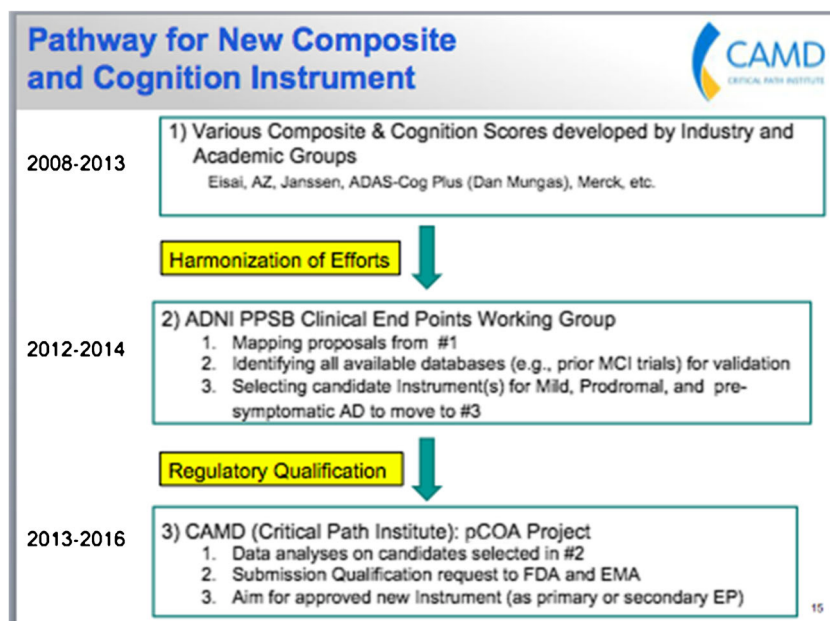 Pathway for New Composite
and Cognition Instrument
CAMD
CRITICAL PATH INSTITUTE
2008-2013
1) Various Composite & Cognition Scores developed by Industry and
Academic Groups
Eisai, AZ, Janssen, ADAS-Cog Plus (Dan Mungas), Merck, etc.
Harmonization of Efforts
2012-2014
2) ADNI PPSB Clinical End Points Working Group
1. Mapping proposals from #1
2. Identifying all available databases (e.g., prior MCI trials) for validation
3. Selecting candidate Instrument(s) for Mild, Prodromal, and pre-
symptomatic AD to move to #3
Regulatory Qualification
2013-2016
3) CAMD (Critical Path Institute): pCOA Project
1. Data analyses on candidates selected in #2
2. Submission Qualification request to FDA and EMA
3. Aim for approved new Instrument (as primary or secondary EP)
15